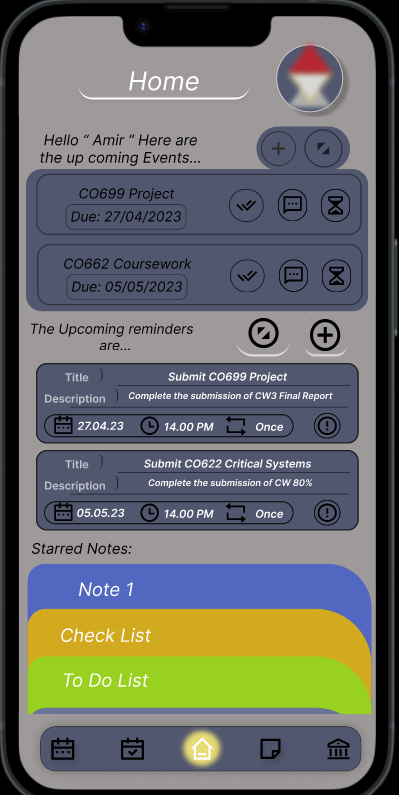 Home
Hello “ Amir ” Here are
the up coming Events...
CO699 Project
Due: 27/04/2023
CO662 Coursework
Due: 05/05/2023
The Upcoming reminders
are...
Title
Submit CO699 Project
Description
Complete the submission of CW3 Final Report
27.04.23
14.00 PM
Once
Title
Submit CO622 Critical Systems
Description
Complete the submission of CW 80%
05.05.23
14.00 PM
Once
Starred Notes:
Note 1
Check List
To Do List